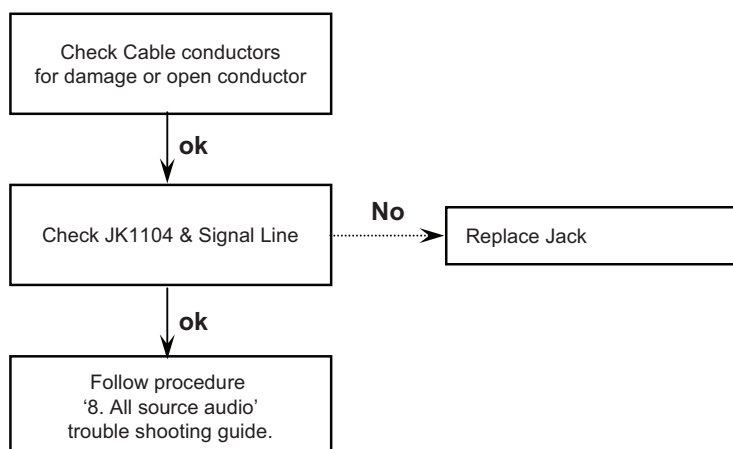 Check Cable conductors
for damage or open conductor
ok
Check JK1104 & Signal Line
No
Replace Jack
ok
Follow procedure
‘8. All source audio’
trouble shooting guide.